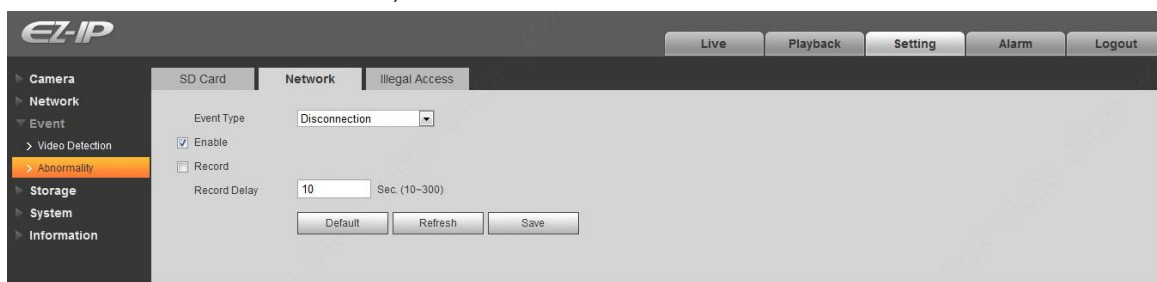 EZ-IP
Live Playback Setting Alarm Logout
Camera
Network
Event
Video Detection
Abnormality
Storage
System
Information
SD Card Network Illegal Access
Event Type Disconnection
Enable
Record
Record Delay 10 Sec. (10~300)
Default Refresh Save